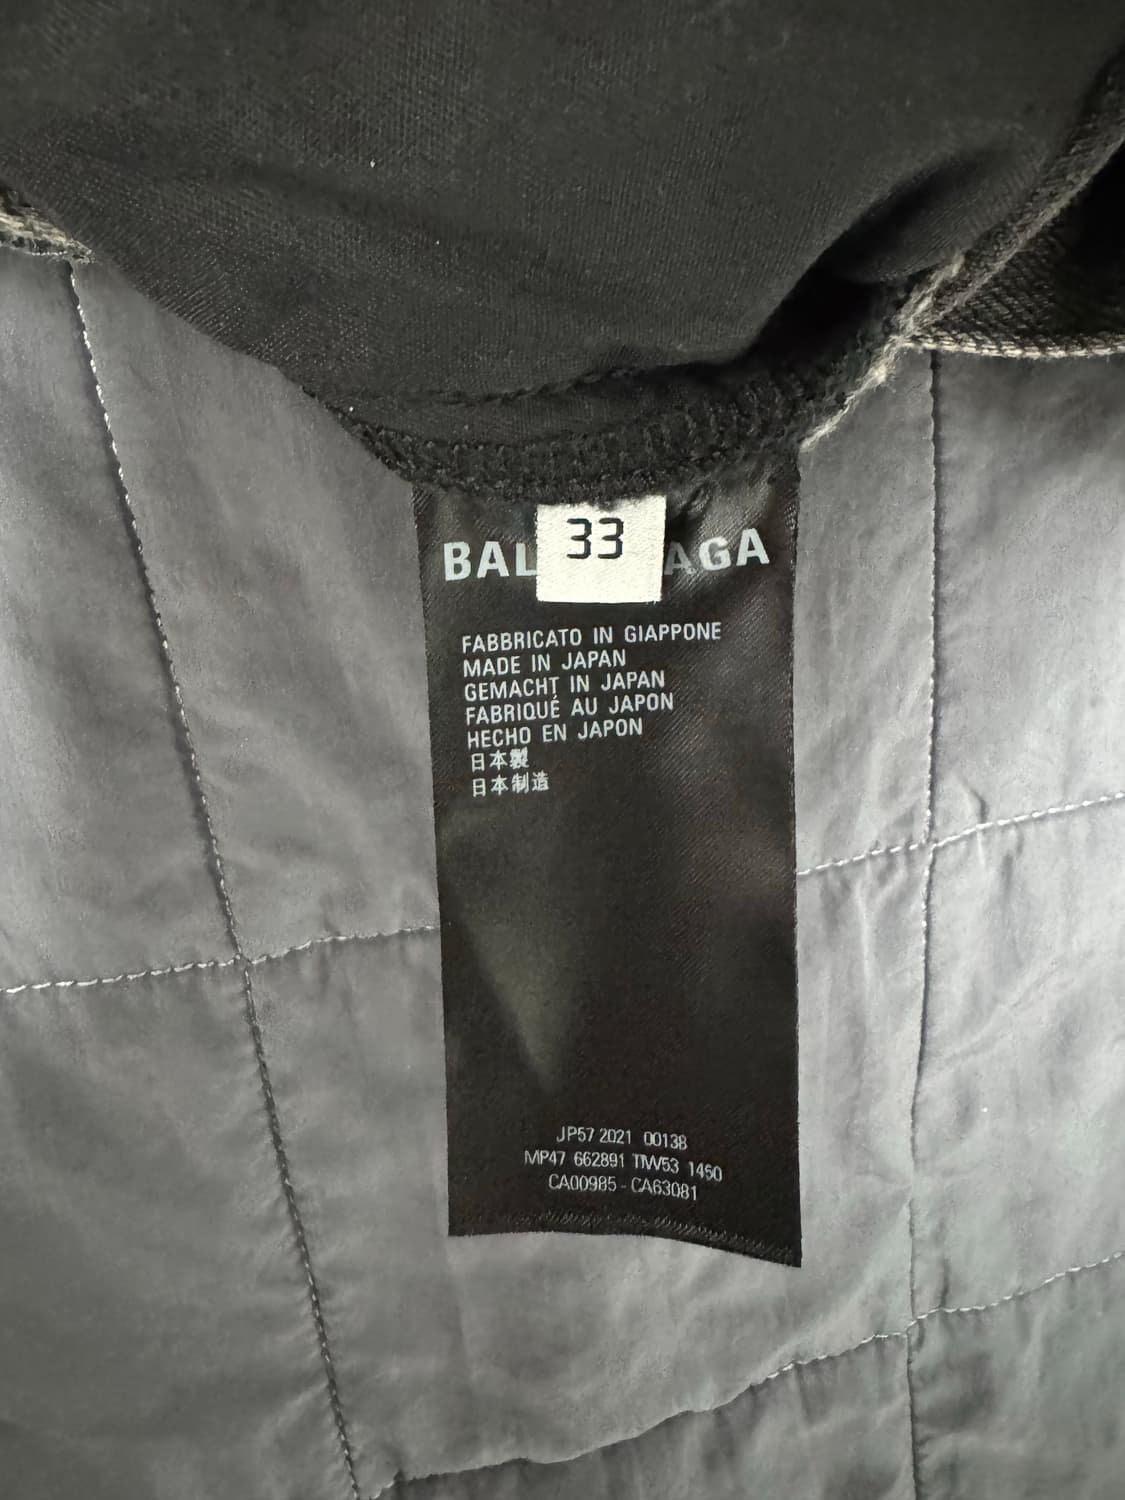 33
BAL AGA
FABBRICATO IN GIAPPONE
MADE IN JAPAN
GEMACHT IN JAPAN
FABRIQUÉ AU JAPON
HECHO EN JAPON
日本製
日本制造
JP57 2021 00138
MP47 662891 TIW53 1450
CA00985 - CA63081